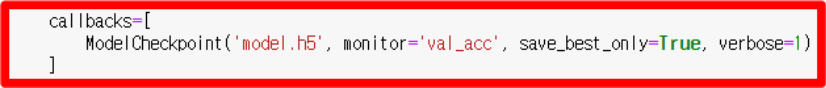 callbacks=[
    ModelCheckpoint('model.h5', monitor='val_acc', save_best_only=True, verbose=1)
]